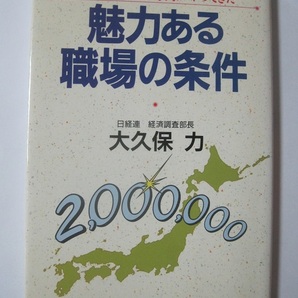 魅力ある
職場の条件
日経連 経済調査部長
大久保 力
2,000,000